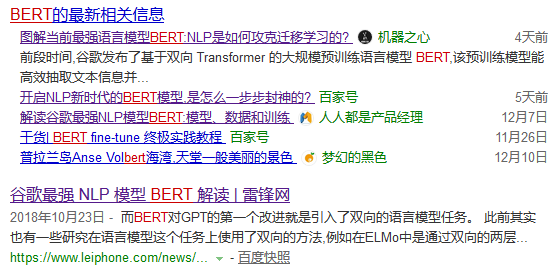 BERT的最新相关信息
图解当前最强语言模型BERT:NLP是如何攻克迁移学习的? 机器之心 4天前
前段时间,谷歌发布了基于双向 Transformer 的大规模预训练语言模型 BERT,该预训练模型能
高效抽取文本信息并...
开启NLP新时代的BERT模型,是怎么一步步封神的? 百家号 5天前
解读谷歌最强NLP模型BERT:模型、数据和训练 人人都是产品经理 12月7日
干货| BERT fine-tune 终极实践教程 百家号 11月26日
普拉兰岛Anse Volbert海湾,天堂一般美丽的景色 梦幻的黑色 12月10日
谷歌最强 NLP 模型 BERT 解读 | 雷锋网
2018年10月23日 - 而BERT对GPT的第一个改进就是引入了双向的语言模型任务。 此前其实
也有一些研究在语言模型这个任务上使用了双向的方法,例如在ELMo中是通过双向的两层...
https://www.leiphone.com/news/... - 百度快照